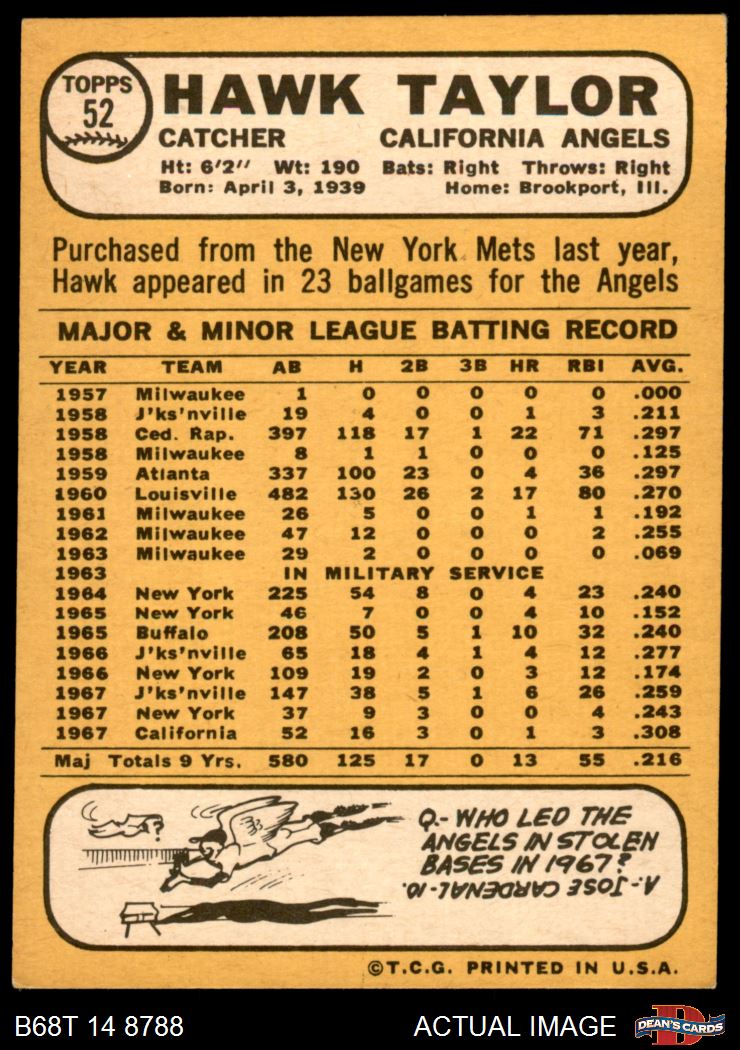 TOPPS
52
HAWK TAYLOR
CATCHER CALIFORNIA ANGELS
Ht: 6'2" Wt: 190 Bats: Right Throws: Right
Born: April 3, 1939 Home: Brookport, Ill.
Purchased from the New York Mets last year,
Hawk appeared in 23 ballgames for the Angels
MAJOR & MINOR LEAGUE BATTING RECORD
YEAR TEAM AB H 2B 3B HR RBI AVG.
1957 Milwaukee 1 0 0 0 0 0 .000
1958 J'ks'nville 19 4 0 0 1 3 .211
1958 Ced. Rap. 397 118 17 1 22 71 .297
1958 Milwaukee 8 1 1 0 0 0 .125
1959 Atlanta 337 100 23 0 4 36 .297
1960 Louisville 482 130 26 2 17 80 .270
1961 Milwaukee 26 5 0 0 1 1 .192
1962 Milwaukee 47 12 0 0 0 2 .255
1963 Milwaukee 29 2 0 0 0 0 .069
1963 IN MILITARY SERVICE
1964 New York 225 54 8 0 4 23 .240
1965 New York 46 7 0 0 4 10 .152
1965 Buffalo 208 50 5 1 10 32 .240
1966 J'ks'nville 65 18 4 1 4 12 .277
1966 New York 109 19 2 0 3 12 .174
1967 J'ks'nville 147 38 5 1 6 26 .259
1967 New York 37 9 3 0 0 4 .243
1967 California 52 16 3 0 1 3 .308
Maj Totals 9 Yrs. 580 125 17 0 13 55 .216
?
Q.- WHO LED THE
ANGELS IN STOLEN
BASES IN 1967?
A.- JOSE CARDENAL-10.
©T.C.G. PRINTED IN U.S.A.
B68T 14 8788 ACTUAL IMAGE
D
DEAN'S CARDS